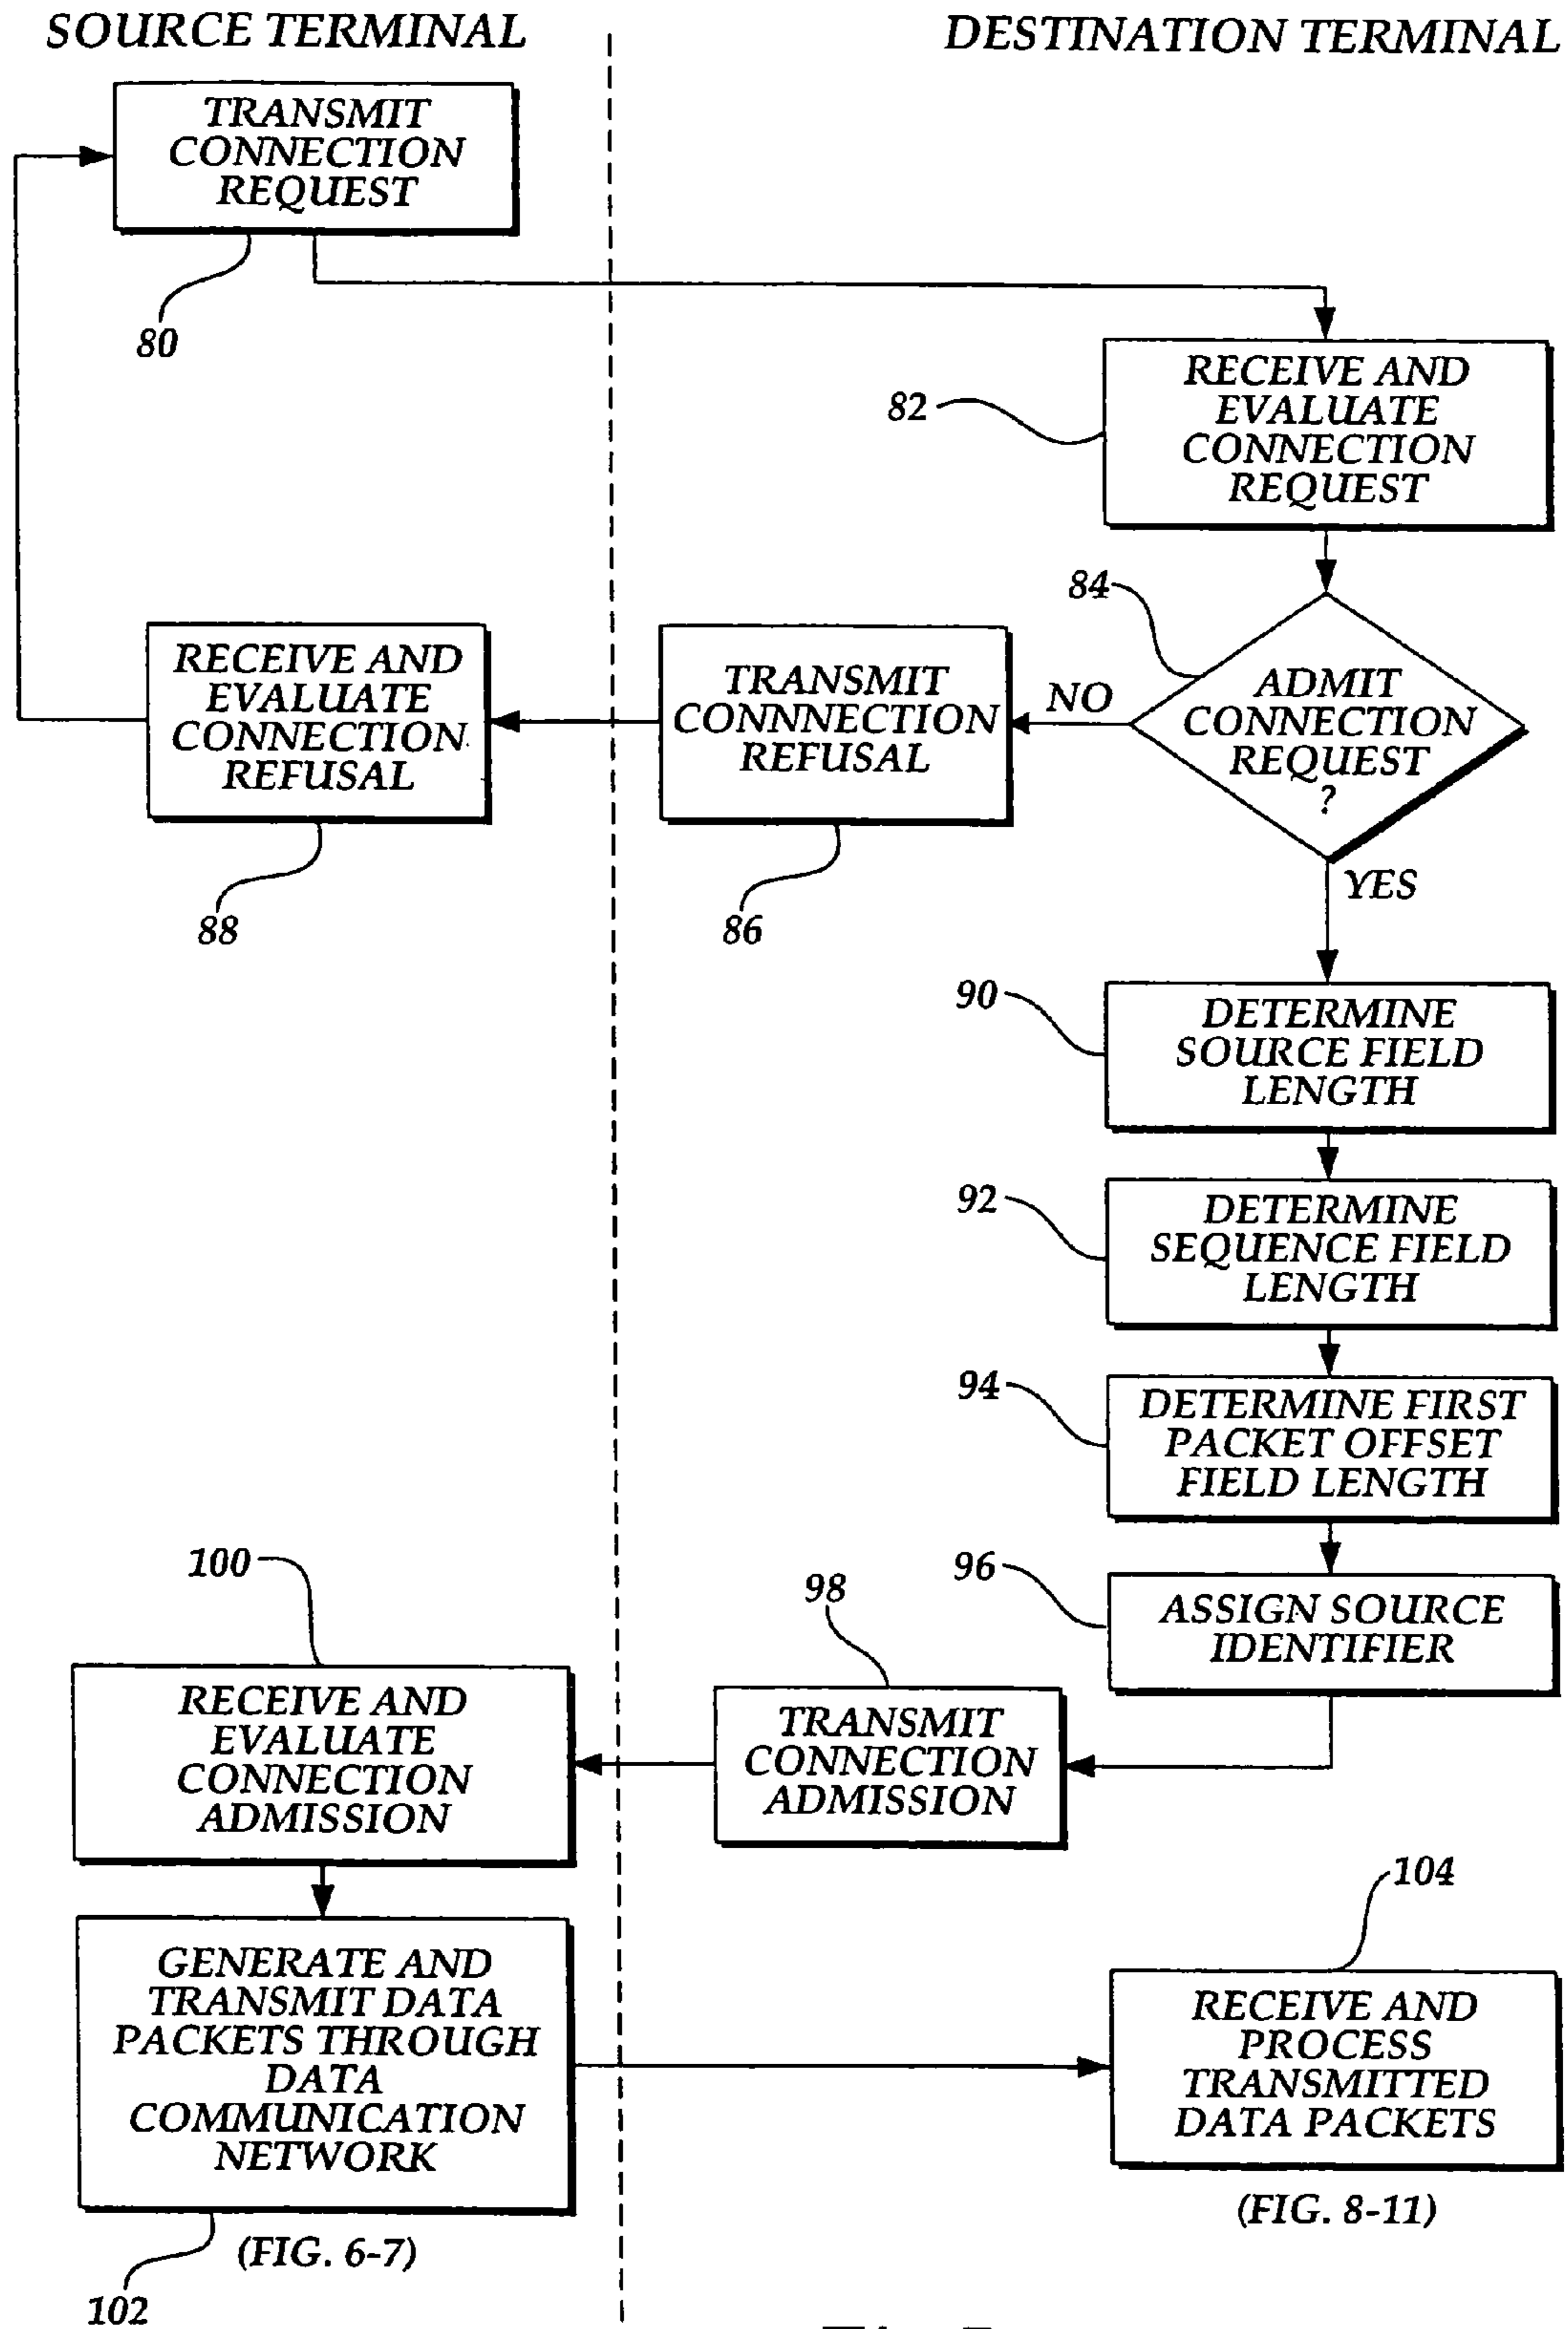 SOURCE TERMINAL
DESTINATION TERMINAL
TRANSMIT
CONNECTION
REQUEST
80
RECEIVE AND
EVALUATE
CONNECTION
REQUEST
82
84
ADMIT
CONNECTION
REQUEST
?
NO
YES
TRANSMIT
CONNNECTION
REFUSAL
86
RECEIVE AND
EVALUATE
CONNECTION
REFUSAL
88
90
DETERMINE
SOURCE FIELD
LENGTH
92
DETERMINE
SEQUENCE FIELD
LENGTH
94
DETERMINE FIRST
PACKET OFFSET
FIELD LENGTH
96
ASSIGN SOURCE
IDENTIFIER
98
TRANSMIT
CONNECTION
ADMISSION
100
RECEIVE AND
EVALUATE
CONNECTION
ADMISSION
GENERATE AND
TRANSMIT DATA
PACKETS THROUGH
DATA
COMMUNICATION
NETWORK
(FIG. 6-7)
102
104
RECEIVE AND
PROCESS
TRANSMITTED
DATA PACKETS
(FIG. 8-11)